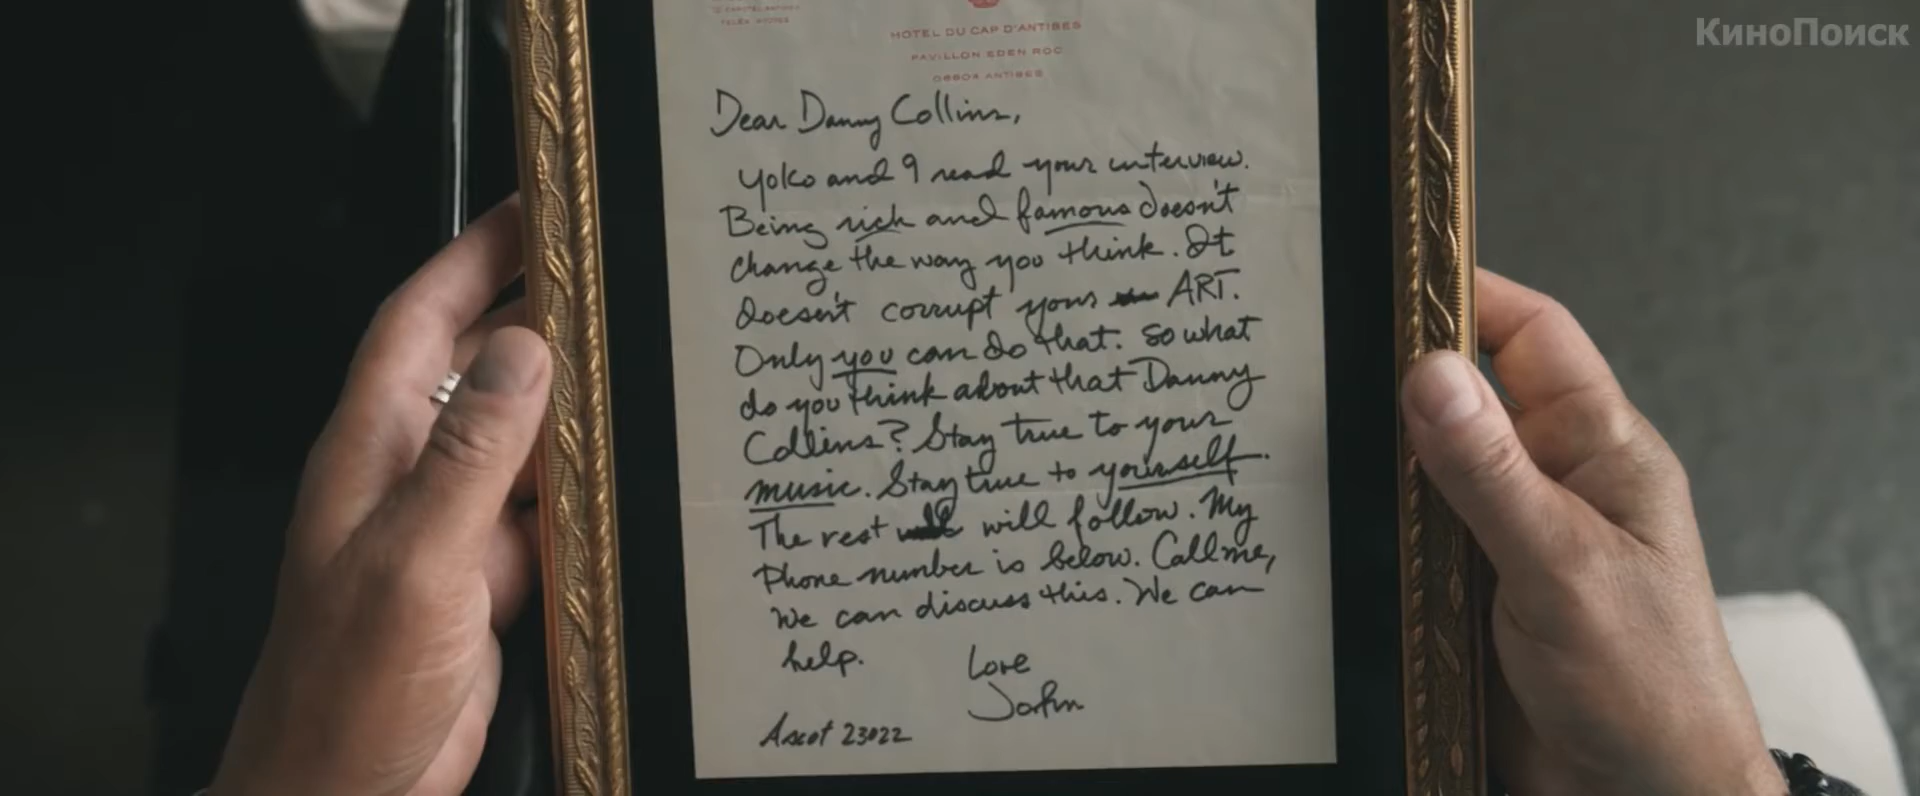 КиноПоиск
HOTEL DU CAP D'ANTIBES
PAVILLON EDEN ROC
ANTIBES
Dear Danny Collins,
Yoko and I read your interview.
Being rich and famous doesn't
change the way you think. It
doesn't corrupt your ART.
Only you can do that. So what
do you think about that Danny
Collins? Stay true to your
music. Stay true to yourself.
The rest will follow. My
Phone number is below. Call me,
We can discuss this. We can
help.
Love
John
Ascot 23022